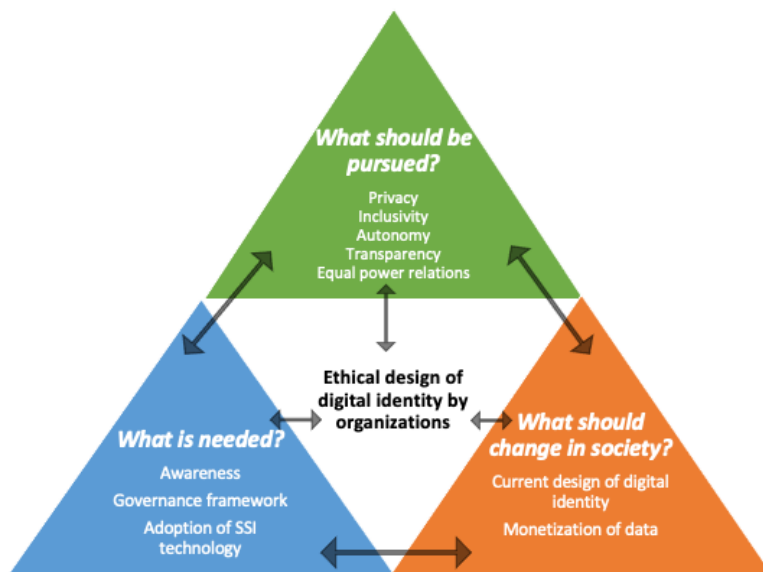 What should be
pursued?
Privacy
Inclusivity
Autonomy
Transparency
Equal power relations
Ethical design of
digital identity by
organizations
What is needed?
Awareness
Governance framework
Adoption of SSI
technology
What should
change in society?
Current design of digital
identity
Monetization of data